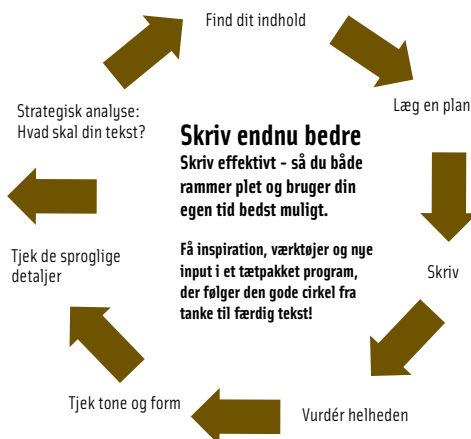 Find dit indhold
Læg en plan
Strategisk analyse:
Hvad skal din tekst?
Skriv endnu bedre
Skriv effektivt - så du både
rammer plet og bruger din
egen tid bedst muligt.
Få inspiration, værktøjer og nye
input i et tætpakket program,
der følger den gode cirkel fra
tanke til færdig tekst!
Skriv
Tjek de sproglige
detaljer
Tjek tone og form
Vurdér helheden